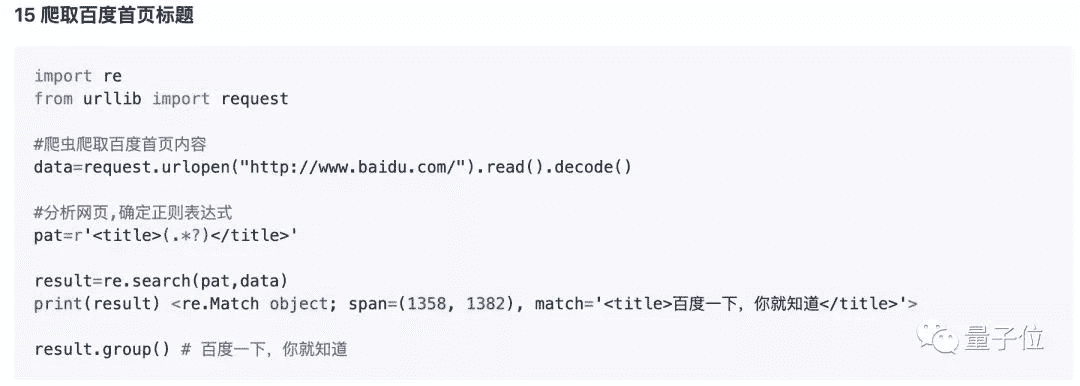 15 爬取百度首页标题
import re
from urllib import request
#爬虫爬取百度首页内容
data=request.urlopen("http://www.baidu.com/").read().decode()
#分析网页,确定正则表达式
pat=r'<title>(.*?)</title>'
result=re.search(pat,data)
print(result) <re.Match object; span=(1358, 1382), match='<title>百度一下，你就知道</title>'>
result.group() # 百度一下，你就知道
量子位